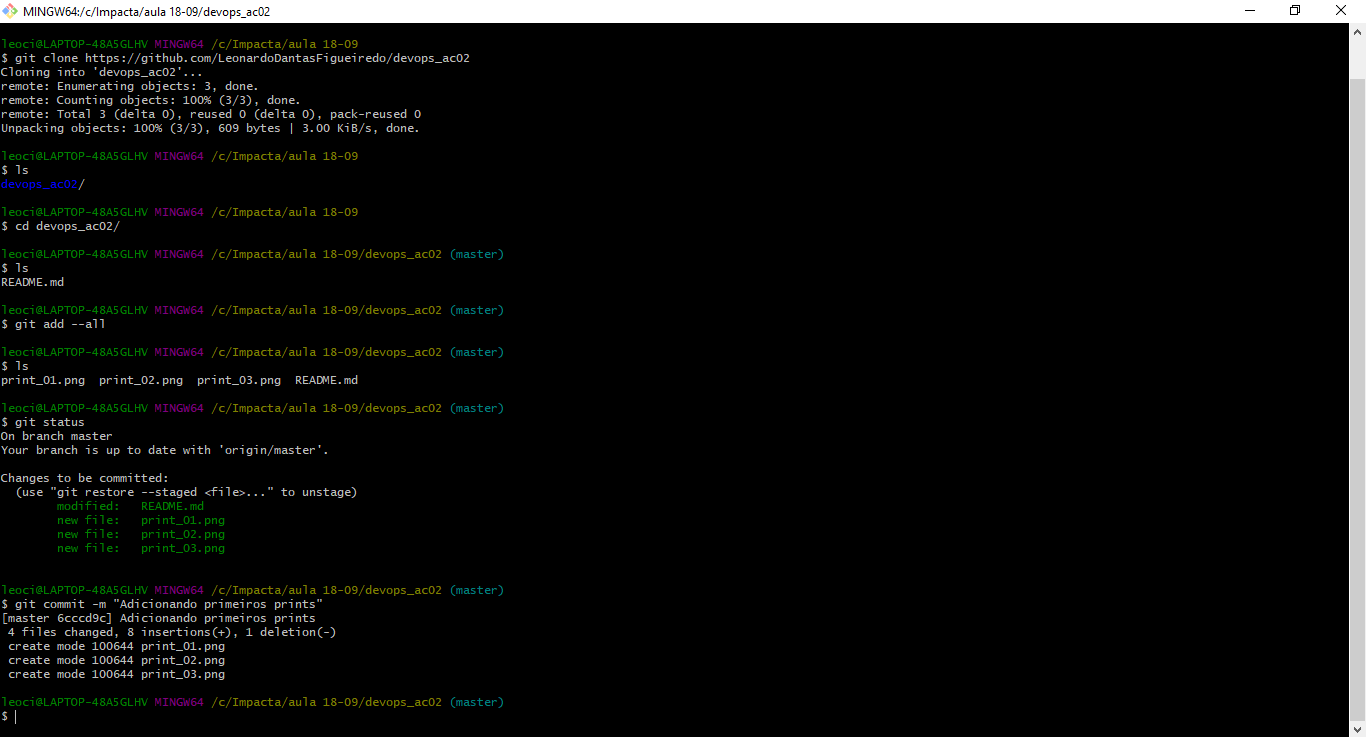 MINGW64:/c/Impacta/aula 18-09/devops_ac02
leoci@LAPTOP-48A5GLHV MINGW64 /c/Impacta/aula 18-09
$ git clone https://github.com/LeonardoDantasFigueiredo/devops_ac02
Cloning into 'devops_ac02'...
remote: Enumerating objects: 3, done.
remote: Counting objects: 100% (3/3), done.
remote: Total 3 (delta 0), reused 0 (delta 0), pack-reused 0
Unpacking objects: 100% (3/3), 609 bytes | 3.00 KiB/s, done.
leoci@LAPTOP-48A5GLHV MINGW64 /c/Impacta/aula 18-09
$ ls
devops_ac02/
leoci@LAPTOP-48A5GLHV MINGW64 /c/Impacta/aula 18-09
$ cd devops_ac02/
leoci@LAPTOP-48A5GLHV MINGW64 /c/Impacta/aula 18-09/devops_ac02 (master)
$ ls
README.md
leoci@LAPTOP-48A5GLHV MINGW64 /c/Impacta/aula 18-09/devops_ac02 (master)
$ git add --all
leoci@LAPTOP-48A5GLHV MINGW64 /c/Impacta/aula 18-09/devops_ac02 (master)
$ ls
print_01.png  print_02.png  print_03.png  README.md
leoci@LAPTOP-48A5GLHV MINGW64 /c/Impacta/aula 18-09/devops_ac02 (master)
$ git status
On branch master
Your branch is up to date with 'origin/master'.
Changes to be committed:
  (use "git restore --staged <file>..." to unstage)
        modified:   README.md
        new file:   print_01.png
        new file:   print_02.png
        new file:   print_03.png
leoci@LAPTOP-48A5GLHV MINGW64 /c/Impacta/aula 18-09/devops_ac02 (master)
$ git commit -m "Adicionando primeiros prints"
[master 6cccd9c] Adicionando primeiros prints
 4 files changed, 8 insertions(+), 1 deletion(-)
 create mode 100644 print_01.png
 create mode 100644 print_02.png
 create mode 100644 print_03.png
leoci@LAPTOP-48A5GLHV MINGW64 /c/Impacta/aula 18-09/devops_ac02 (master)
$